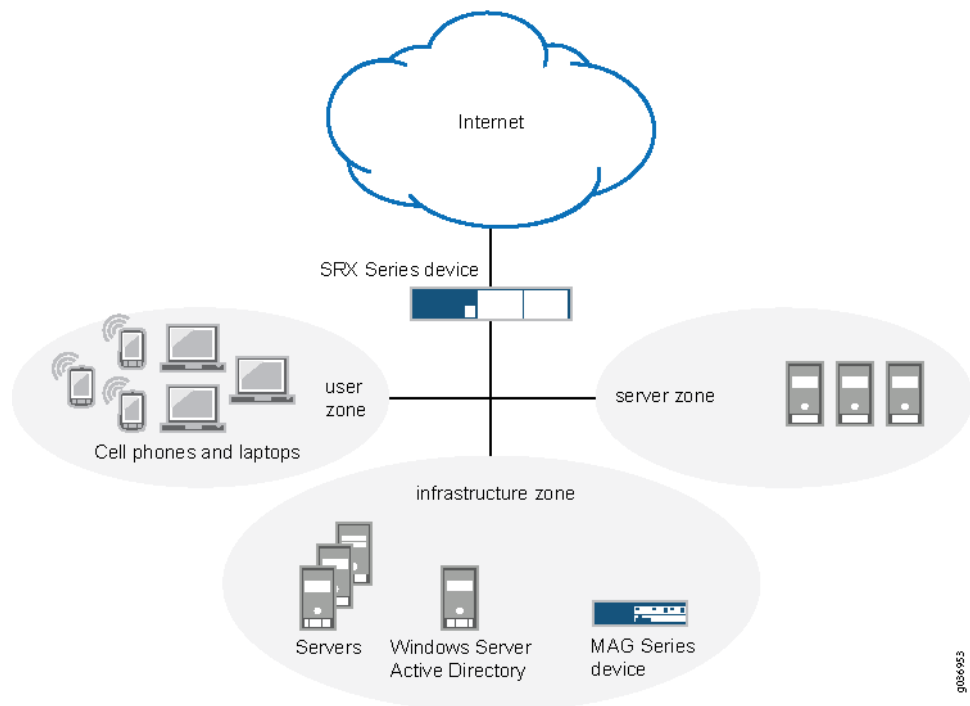 Internet
SRX Series device
user
zone
server zone
Cell phones and laptops
infrastructure zone
Servers
Windows Server
Active Directory
MAG Series
device
g036953